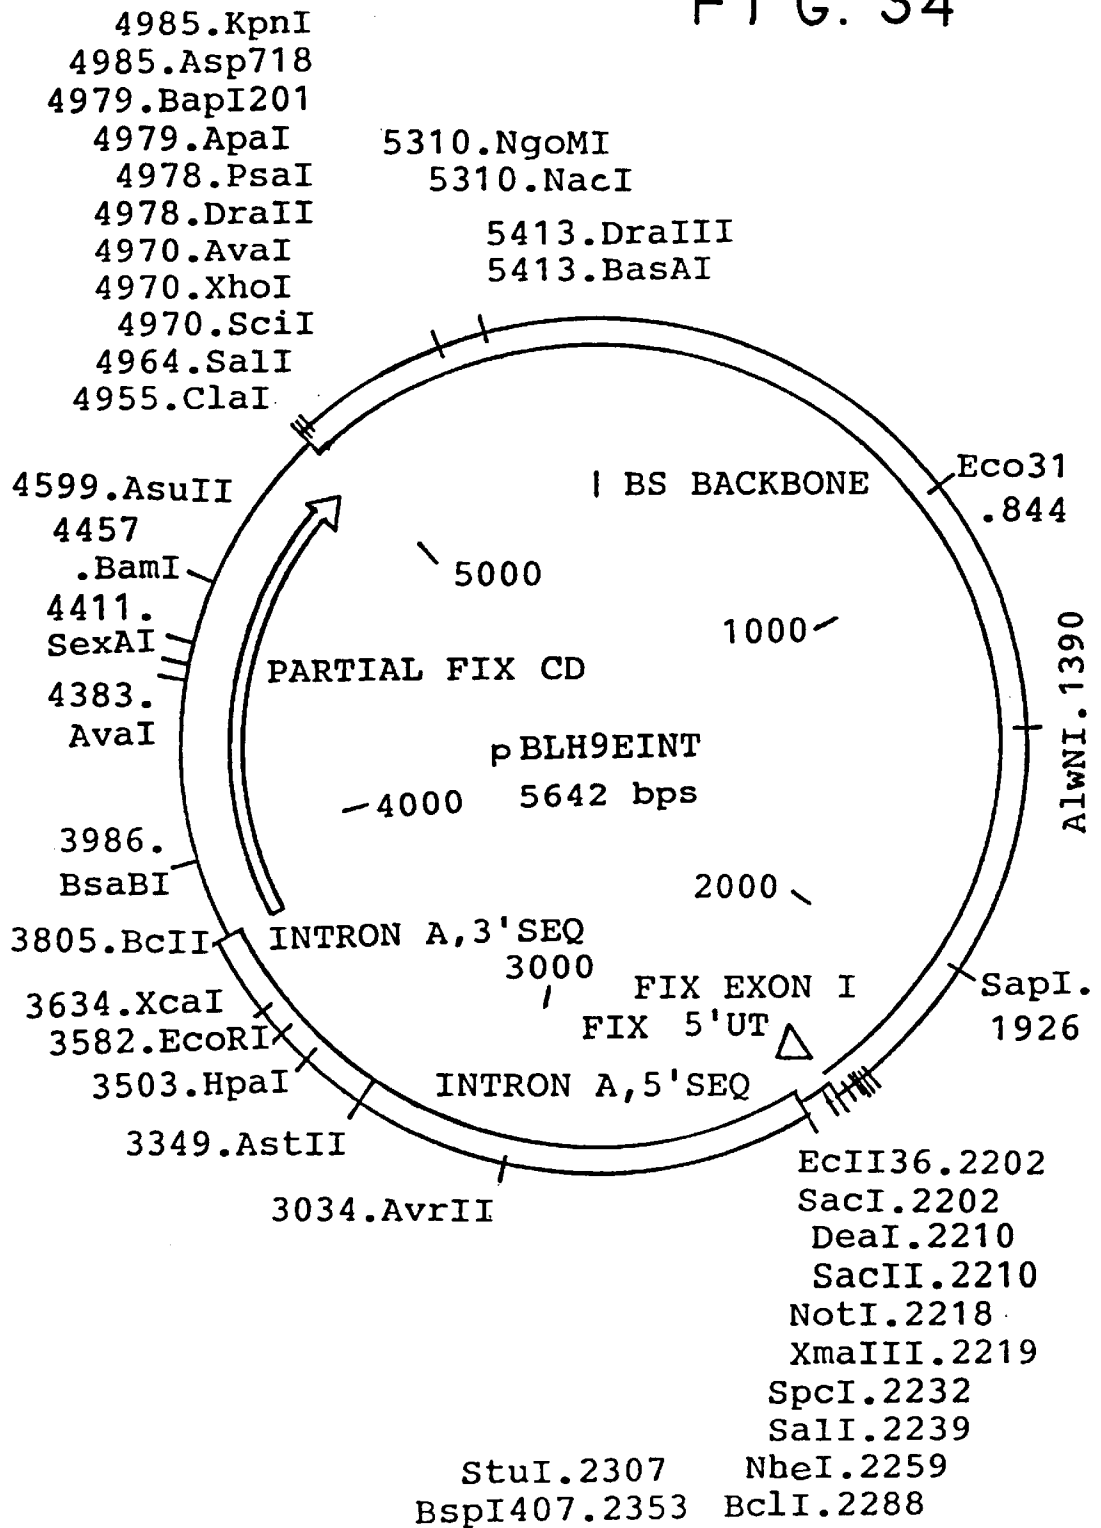 FIG. 34
4985.KpnI
4985.Asp718
4979.BapI201
4979.ApaI
4978.PsaI
4978.DraII
4970.AvaI
4970.XhoI
4970.SciI
4964.SalI
4955.ClaI
5310.NgoMI
5310.NacI
5413.DraIII
5413.BasAI
4599.AsuII
4457
.BamI
4411.
SexAI
4383.
AvaI
3986.
BsaBI
3805.BcII
3634.XcaI
3582.EcoRI
3503.HpaI
3349.AstII
3034.AvrII
| BS BACKBONE
5000
1000
PARTIAL FIX CD
pBLH9EINT
5642 bps
4000
2000
INTRON A,3'SEQ
3000
FIX EXON I
FIX 5'UT
INTRON A,5'SEQ
Eco31
.844
AlwNI.1390
SapI.
1926
EcII36.2202
SacI.2202
DeaI.2210
SacII.2210
NotI.2218
XmaIII.2219
SpcI.2232
SalI.2239
StuI.2307 NheI.2259
BspI407.2353 BclI.2288